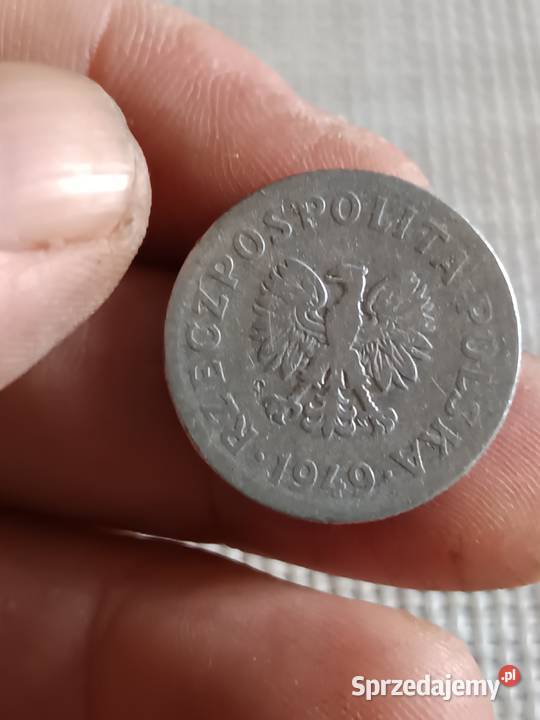 RZECZPOSPOLITA POLSKA · 1949 ·
Sprzedajemy.pl